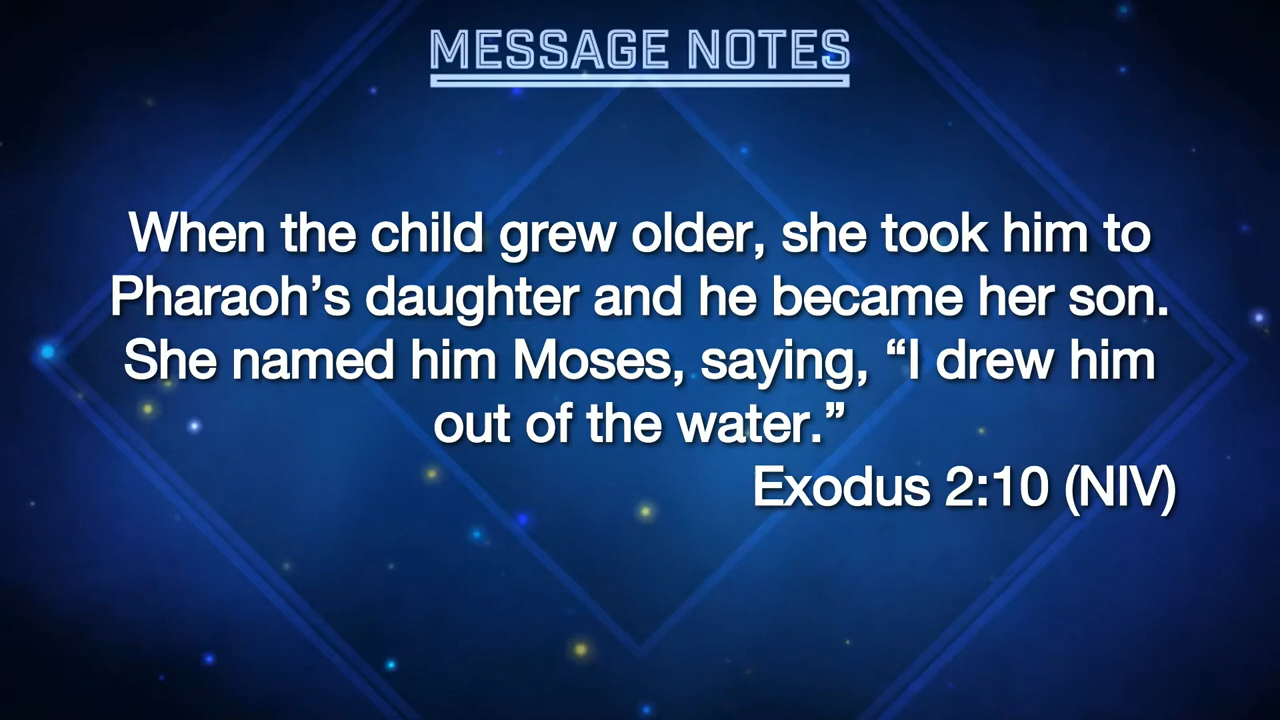 MESSAGE NOTES
When the child grew older, she took him to
Pharaoh’s daughter and he became her son.
She named him Moses, saying, “I drew him
out of the water.”
Exodus 2:10 (NIV)